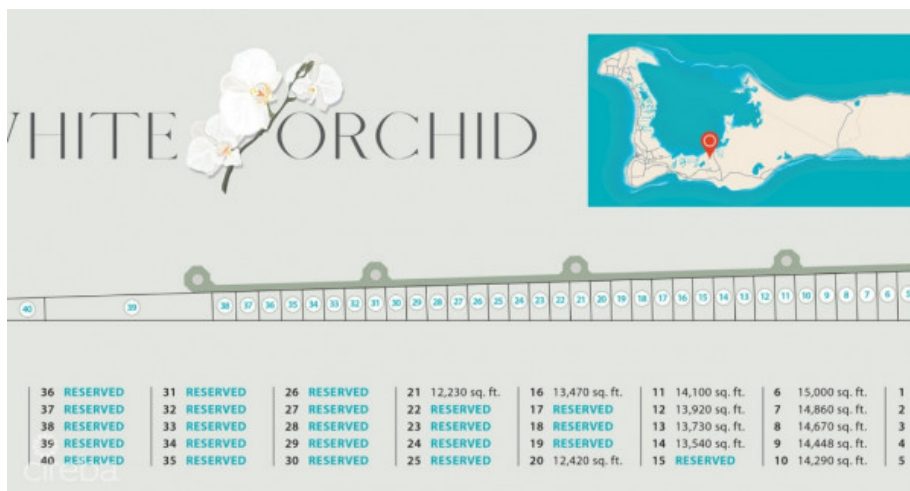 WHITE ORCHID
40 39 38 37 36 35 34 33 32 31 30 29 28 27 26 25 24 23 22 21 20 19 18 17 16 15 14 13 12 11 10 9 8 7 6 5
36 RESERVED 31 RESERVED 26 RESERVED 21 12,230 sq. ft. 16 13,470 sq. ft. 11 14,100 sq. ft. 6 15,000 sq. ft. 1
37 RESERVED 32 RESERVED 27 RESERVED 22 RESERVED 17 RESERVED 12 13,920 sq. ft. 7 14,860 sq. ft. 2
38 RESERVED 33 RESERVED 28 RESERVED 23 RESERVED 18 RESERVED 13 13,730 sq. ft. 8 14,670 sq. ft. 3
39 RESERVED 34 RESERVED 29 RESERVED 24 RESERVED 19 RESERVED 14 13,540 sq. ft. 9 14,448 sq. ft. 4
40 RESERVED 35 RESERVED 30 RESERVED 25 RESERVED 20 12,420 sq. ft. 15 RESERVED 10 14,290 sq. ft. 5
cireba